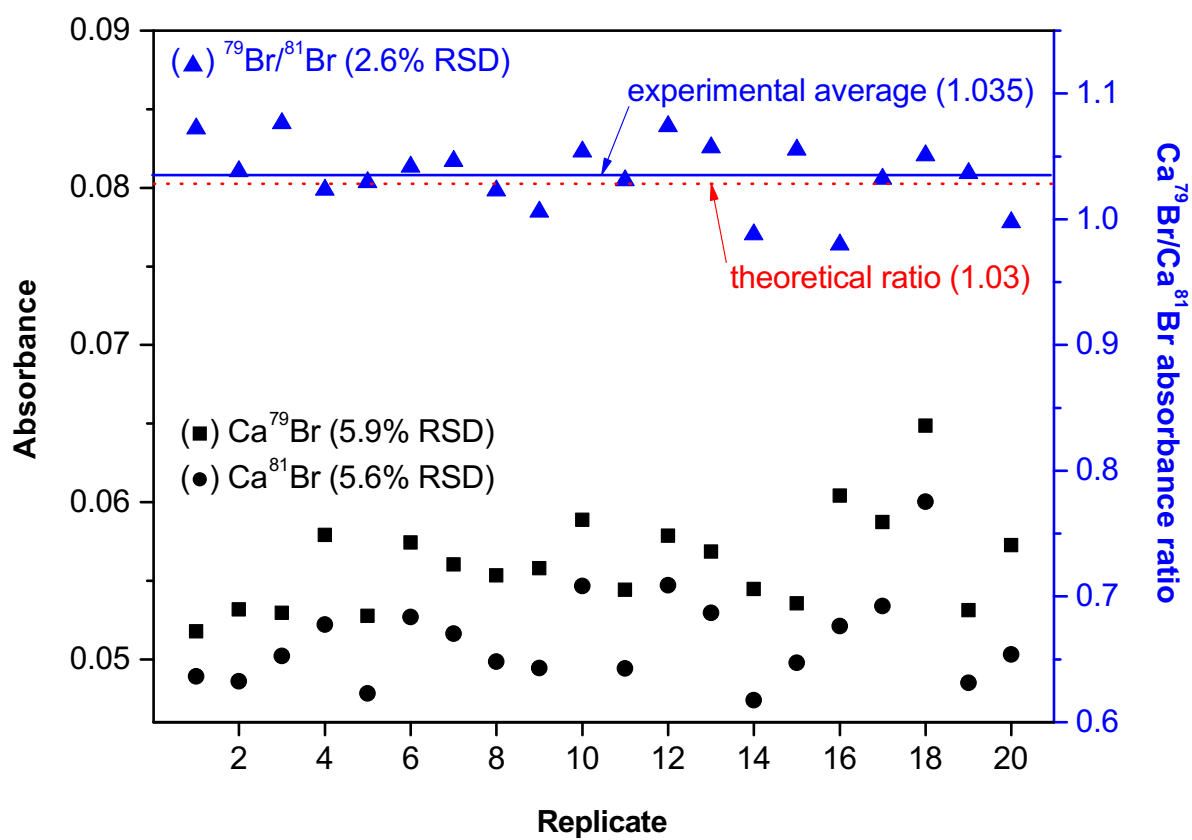 0.09
0.08
0.07
0.06
0.05
Absorbance
(▲) ⁷⁹Br/⁸¹Br (2.6% RSD)
experimental average (1.035)
theoretical ratio (1.03)
(■) Ca⁷⁹Br (5.9% RSD)
(●) Ca⁸¹Br (5.6% RSD)
1.1
1.0
0.9
0.8
0.7
0.6
Ca⁷⁹Br/Ca⁸¹Br absorbance ratio
2 4 6 8 10 12 14 16 18 20
Replicate